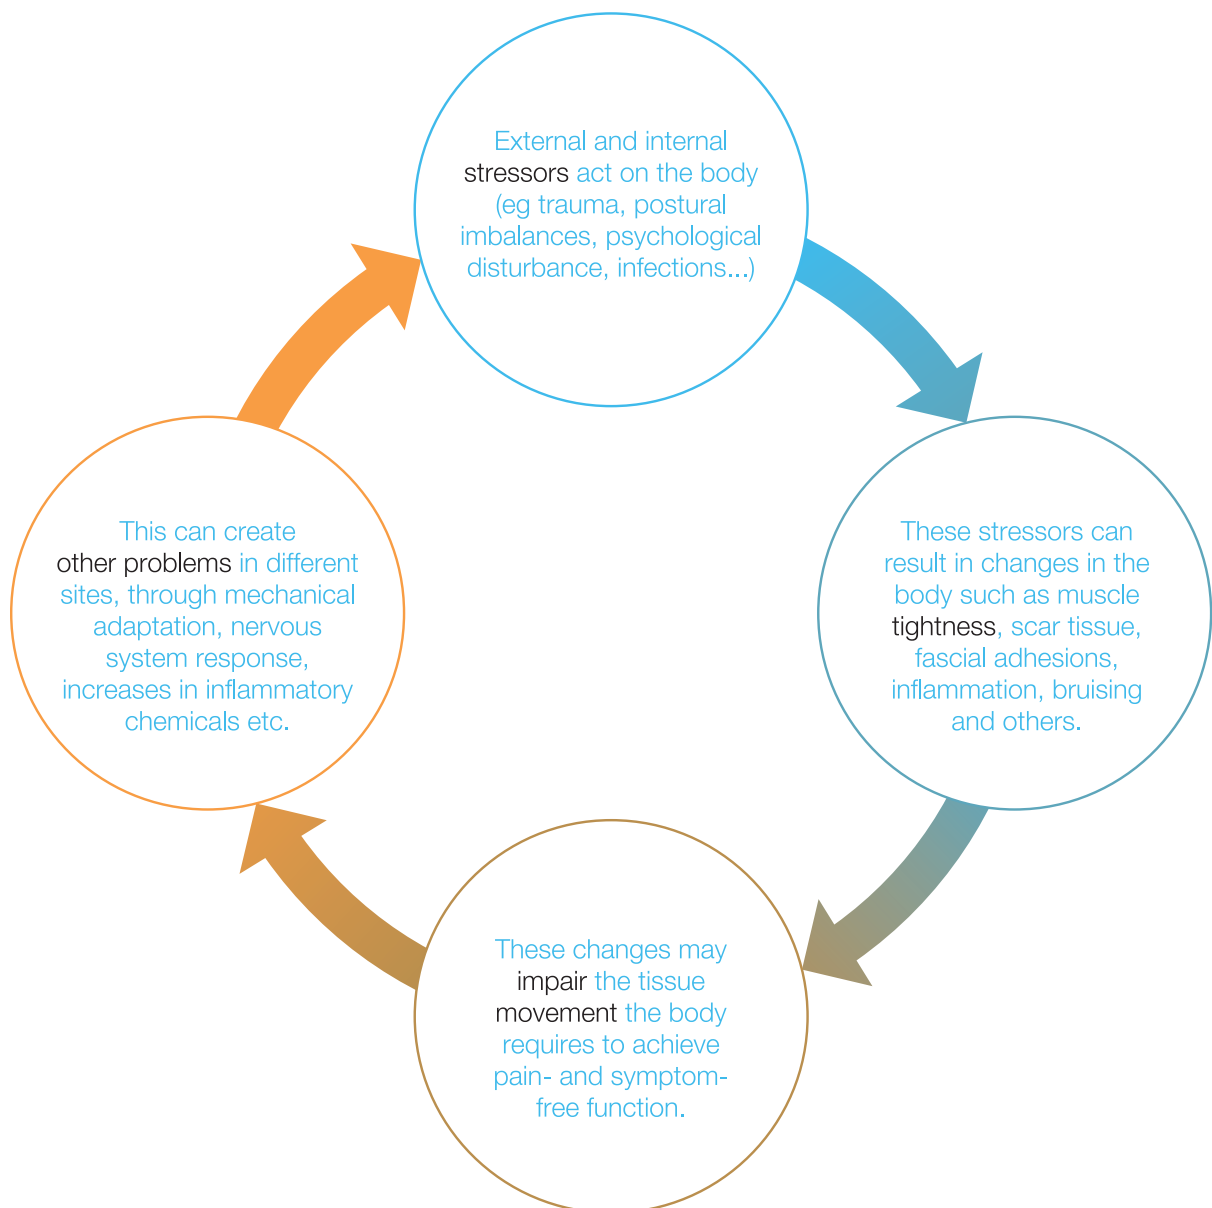 External and internal
stressors act on the body
(eg trauma, postural
imbalances, psychological
disturbance, infections...)
These stressors can
result in changes in the
body such as muscle
tightness, scar tissue,
fascial adhesions,
inflammation, bruising
and others.
These changes may
impair the tissue
movement the body
requires to achieve
pain- and symptom-
free function.
This can create
other problems in different
sites, through mechanical
adaptation, nervous
system response,
increases in inflammatory
chemicals etc.